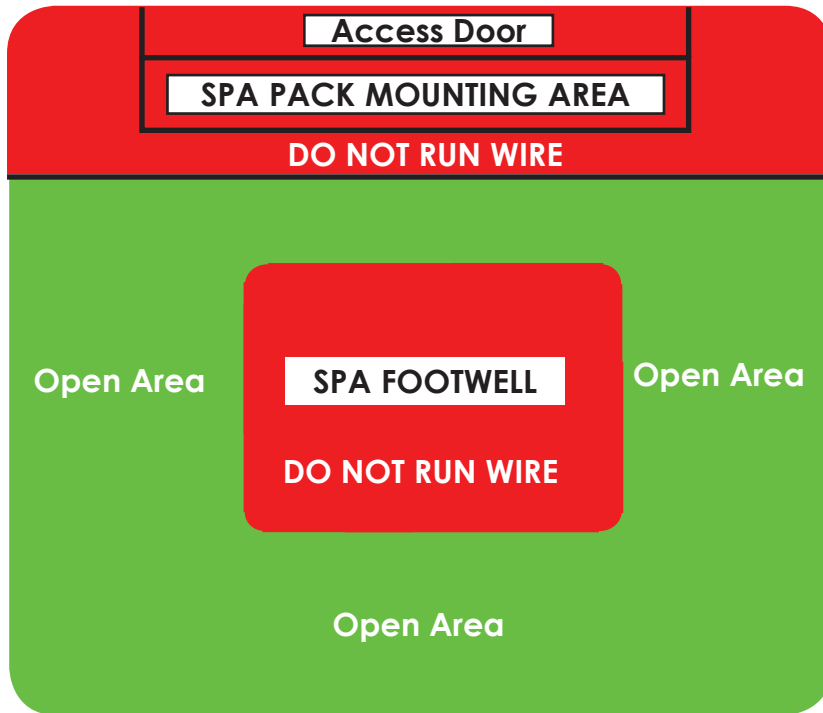 Access Door
SPA PACK MOUNTING AREA
DO NOT RUN WIRE
Open Area
SPA FOOTWELL
Open Area
DO NOT RUN WIRE
Open Area